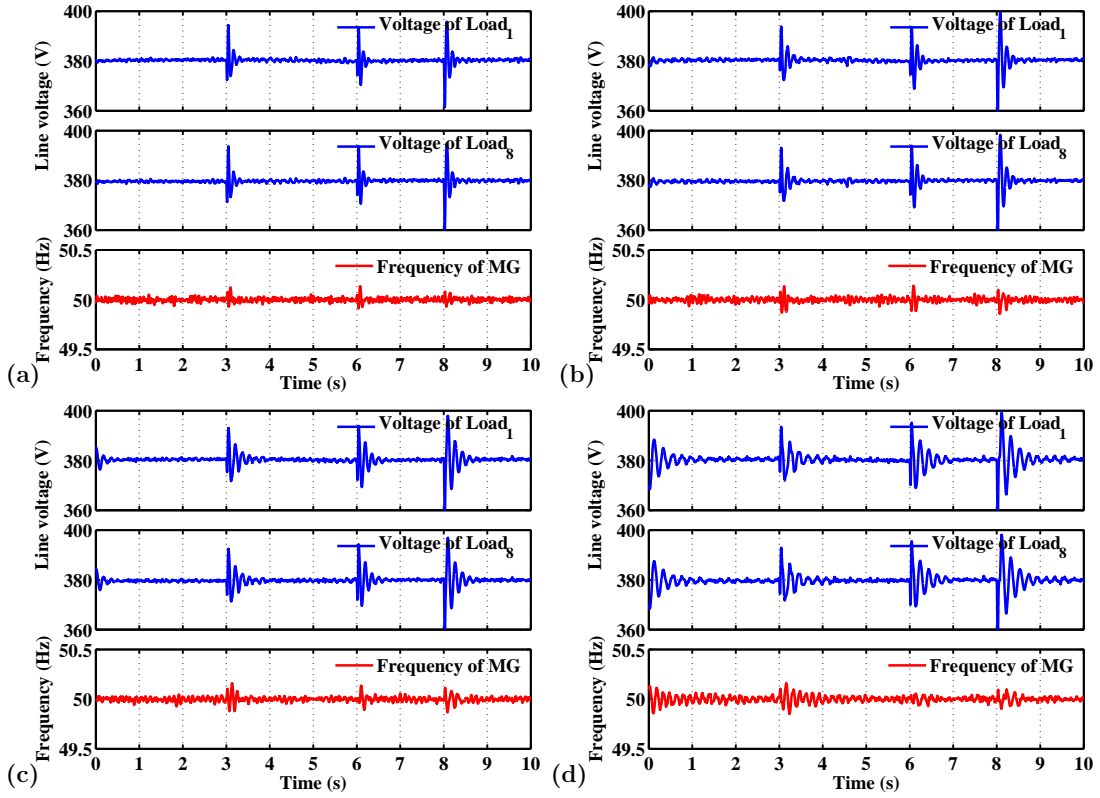 Line voltage (V)
400
380
360
Voltage of Load1
400
380
360
Voltage of Load8
Frequency (Hz)
50.5
50
49.5
Frequency of MG
0 1 2 3 4 5 6 7 8 9 10
Time (s)
(a)
Line voltage (V)
400
380
360
Voltage of Load1
400
380
360
Voltage of Load8
Frequency (Hz)
50.5
50
49.5
Frequency of MG
0 1 2 3 4 5 6 7 8 9 10
Time (s)
(b)
Line voltage (V)
400
380
360
Voltage of Load1
400
380
360
Voltage of Load8
Frequency (Hz)
50.5
50
49.5
Frequency of MG
0 1 2 3 4 5 6 7 8 9 10
Time (s)
(c)
Line voltage (V)
400
380
360
Voltage of Load1
400
380
360
Voltage of Load8
Frequency (Hz)
50.5
50
49.5
Frequency of MG
0 1 2 3 4 5 6 7 8 9 10
Time (s)
(d)